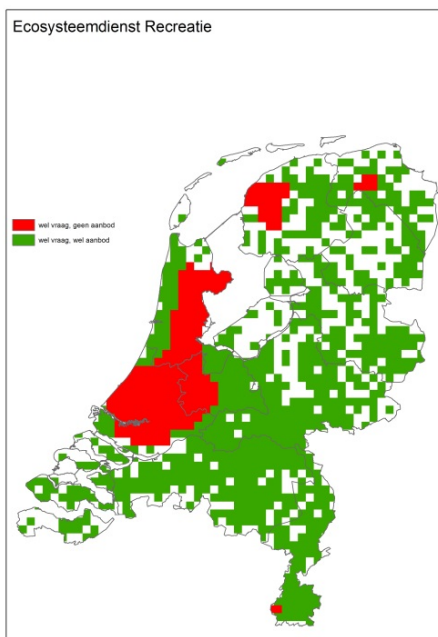 Ecosysteemdienst Recreatie
wel vraag, geen aanbod
wel vraag, wel aanbod